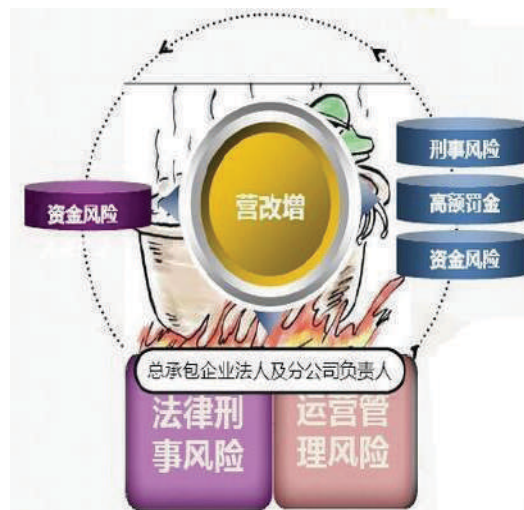 刑事风险
营改增
高额罚金
资金风险
资金风险
总承包企业法人及分公司负责人
法律刑
事风险
运营管
理风险